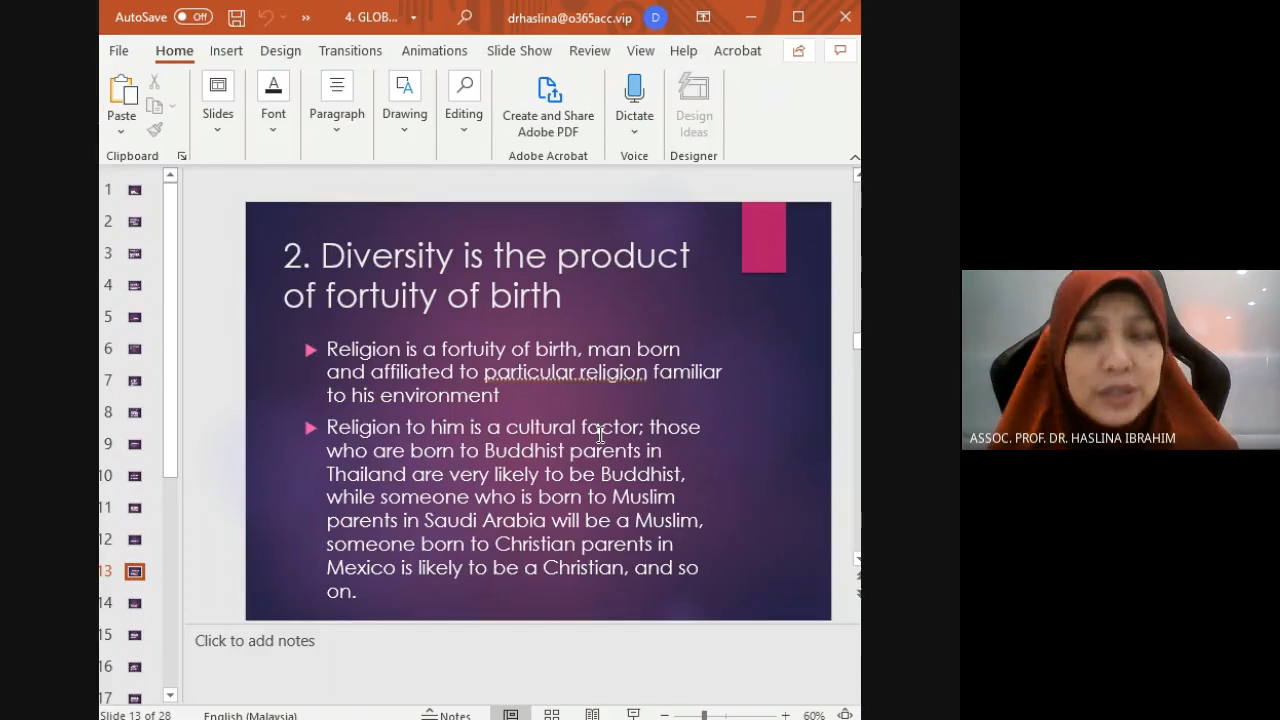 AutoSave Off » 4. GLOB... drhaslina@o365acc.vip D
File Home Insert Design Transitions Animations Slide Show Review View Help Acrobat
Paste Slides Font Paragraph Drawing Editing Create and Share Adobe PDF Dictate Design Ideas
Clipboard Adobe Acrobat Voice Designer
1
2
3
4
5
6
7
8
9
10
11
12
13
14
15
16
17
2. Diversity is the product
of fortuity of birth
Religion is a fortuity of birth, man born
and affiliated to particular religion familiar
to his environment
Religion to him is a cultural factor; those
who are born to Buddhist parents in
Thailand are very likely to be Buddhist,
while someone who is born to Muslim
parents in Saudi Arabia will be a Muslim,
someone born to Christian parents in
Mexico is likely to be a Christian, and so
on.
Click to add notes
Slide 13 of 28 English (Malaysia) Notes 60%
ASSOC. PROF. DR. HASLINA IBRAHIM